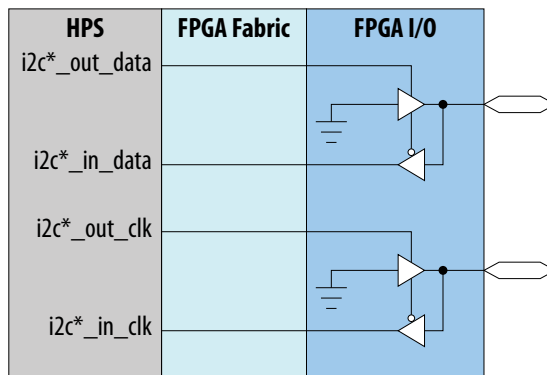 HPS FPGA Fabric FPGA I/O
i2c*_out_data
i2c*_in_data
i2c*_out_clk
i2c*_in_clk